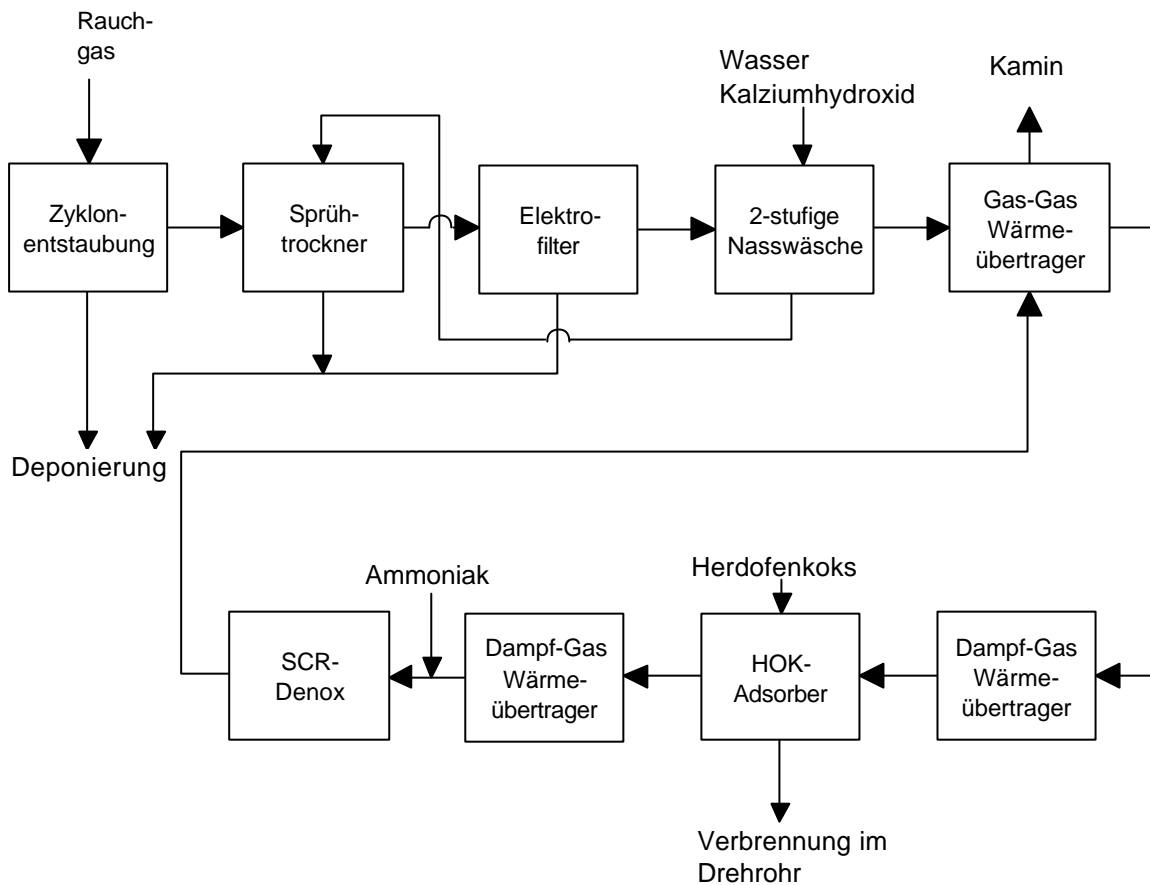 Rauch-
gas
Wasser
Kalziumhydroxid
Kamin
Zyklon-
entstaubung
Sprüh-
trockner
Elektro-
filter
2-stufige
Nasswäsche
Gas-Gas
Wärme-
übertrager
Deponierung
Ammoniak
Herdofenkoks
SCR-
Denox
Dampf-Gas
Wärme-
übertrager
HOK-
Adsorber
Dampf-Gas
Wärme-
übertrager
Verbrennung im
Drehrohr